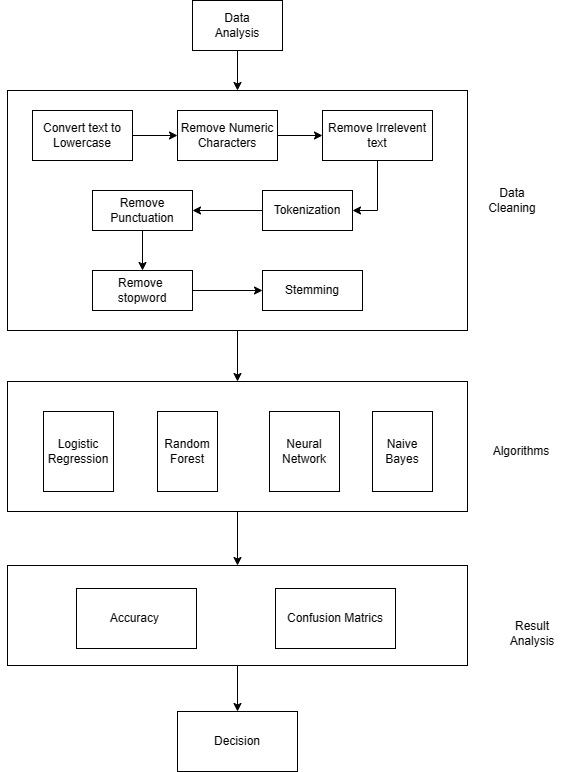 Data
Analysis
Convert text to
Lowercase
Remove Numeric
Characters
Remove Irrelevent
text
Data
Cleaning
Remove
Punctuation
Tokenization
Remove
stopword
Stemming
Logistic
Regression
Random
Forest
Neural
Network
Naive
Bayes
Algorithms
Accuracy
Confusion Matrics
Result
Analysis
Decision